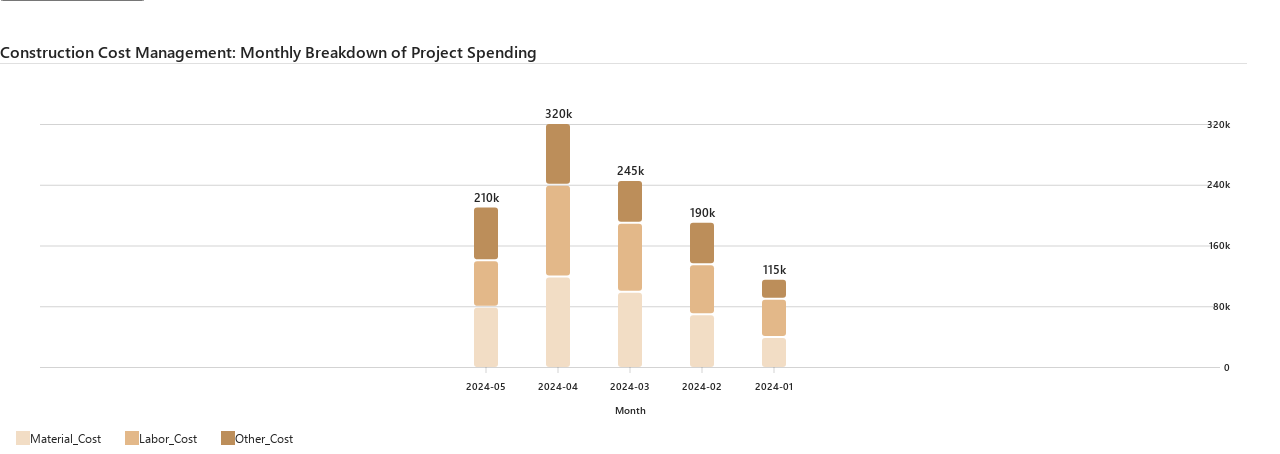 Construction Cost Management: Monthly Breakdown of Project Spending
320k
320k
245k
240k
210k
190k
160k
115k
80k
0
2024-05 2024-04 2024-03 2024-02 2024-01
Month
Material_Cost Labor_Cost Other_Cost